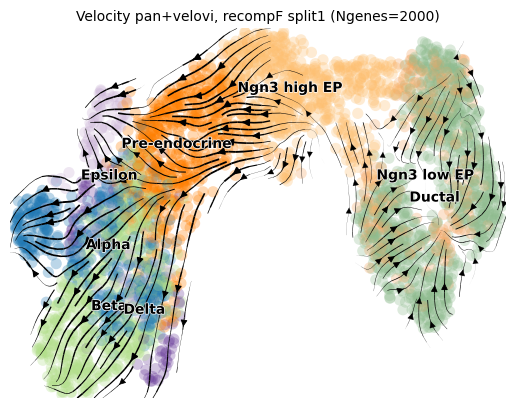 Velocity pan+velovi, recompF split1 (Ngenes=2000)
Ngn3 high EP
Pre-endocrine
Epsilon
Ngn3 low EP
Ductal
Alpha
Beta
Delta